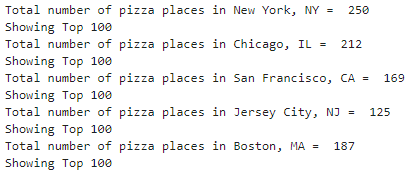 Total number of pizza places in New York, NY =  250
Showing Top 100
Total number of pizza places in Chicago, IL =  212
Showing Top 100
Total number of pizza places in San Francisco, CA =  169
Showing Top 100
Total number of pizza places in Jersey City, NJ =  125
Showing Top 100
Total number of pizza places in Boston, MA =  187
Showing Top 100